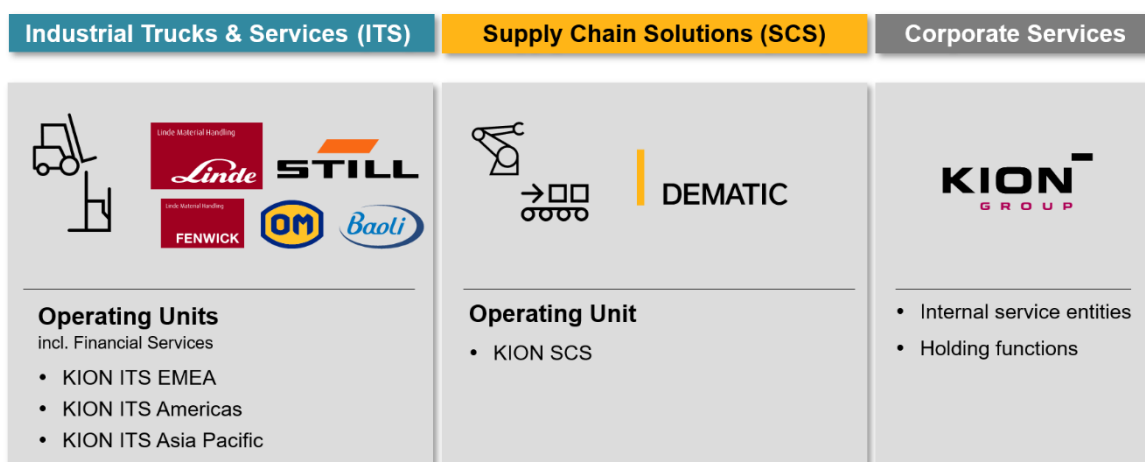 Industrial Trucks & Services (ITS)
Supply Chain Solutions (SCS)
Corporate Services
Linde Material Handling
Linde
STILL
Linde Material Handling
FENWICK
OM
Baoli
DEMATIC
KION
GROUP
Operating Units
incl. Financial Services
• KION ITS EMEA
• KION ITS Americas
• KION ITS Asia Pacific
Operating Unit
• KION SCS
• Internal service entities
• Holding functions